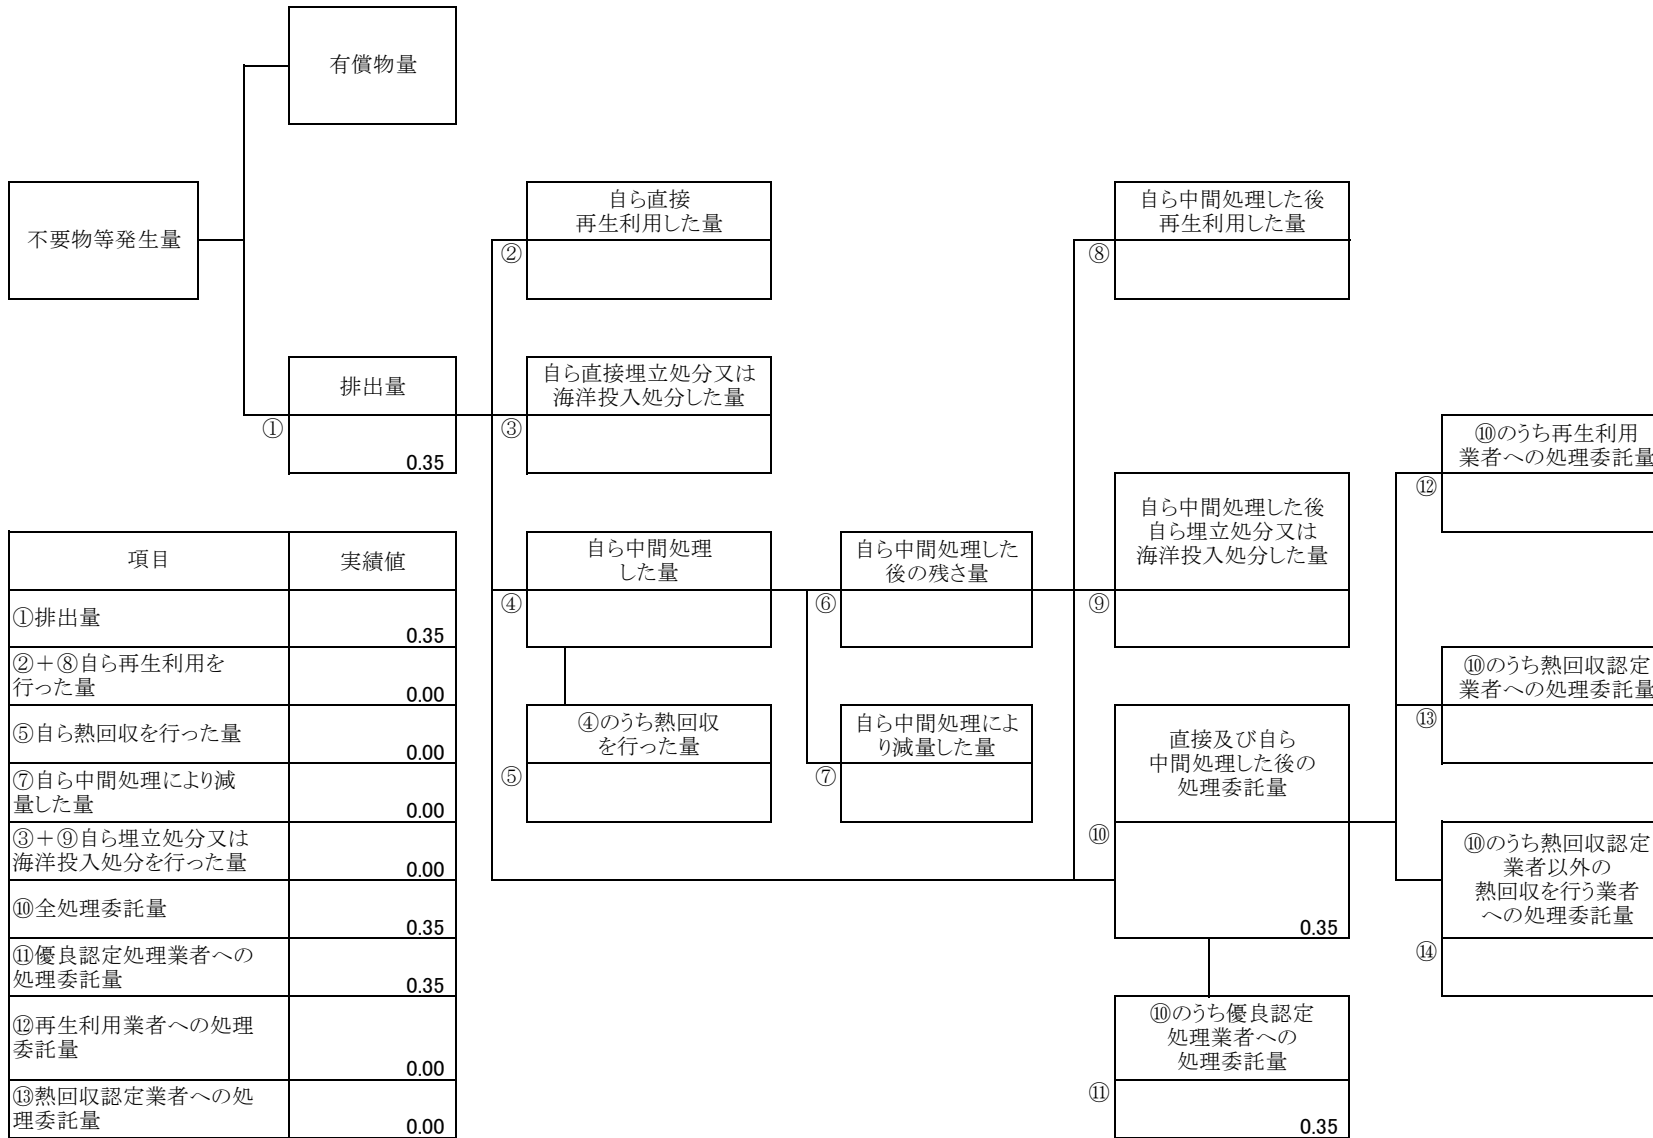 有償物量
不要物等発生量
自ら直接
再生利用した量
②
自ら中間処理した後
再生利用した量
⑧
排出量
①
0.35
自ら直接埋立処分又は
海洋投入処分した量
③
⑩のうち再生利用
業者への処理委託量
⑫
自ら中間処理
した量
④
自ら中間処理した
後の残さ量
⑥
自ら中間処理した後
自ら埋立処分又は
海洋投入処分した量
⑨
⑩のうち熱回収認定
業者への処理委託量
⑬
④のうち熱回収
を行った量
⑤
自ら中間処理によ
り減量した量
⑦
直接及び自ら
中間処理した後の
処理委託量
⑩
0.35
⑩のうち熱回収認定
業者以外の
熱回収を行う業者
への処理委託量
⑭
⑩のうち優良認定
処理業者への
処理委託量
⑪
0.35
項目 実績値
①排出量
0.35
②+⑧自ら再生利用を
行った量
0.00
⑤自ら熱回収を行った量
0.00
⑦自ら中間処理により減
量した量
0.00
③+⑨自ら埋立処分又は
海洋投入処分を行った量
0.00
⑩全処理委託量
0.35
⑪優良認定処理業者への
処理委託量
0.35
⑫再生利用業者への処理
委託量
0.00
⑬熱回収認定業者への処
理委託量
0.00